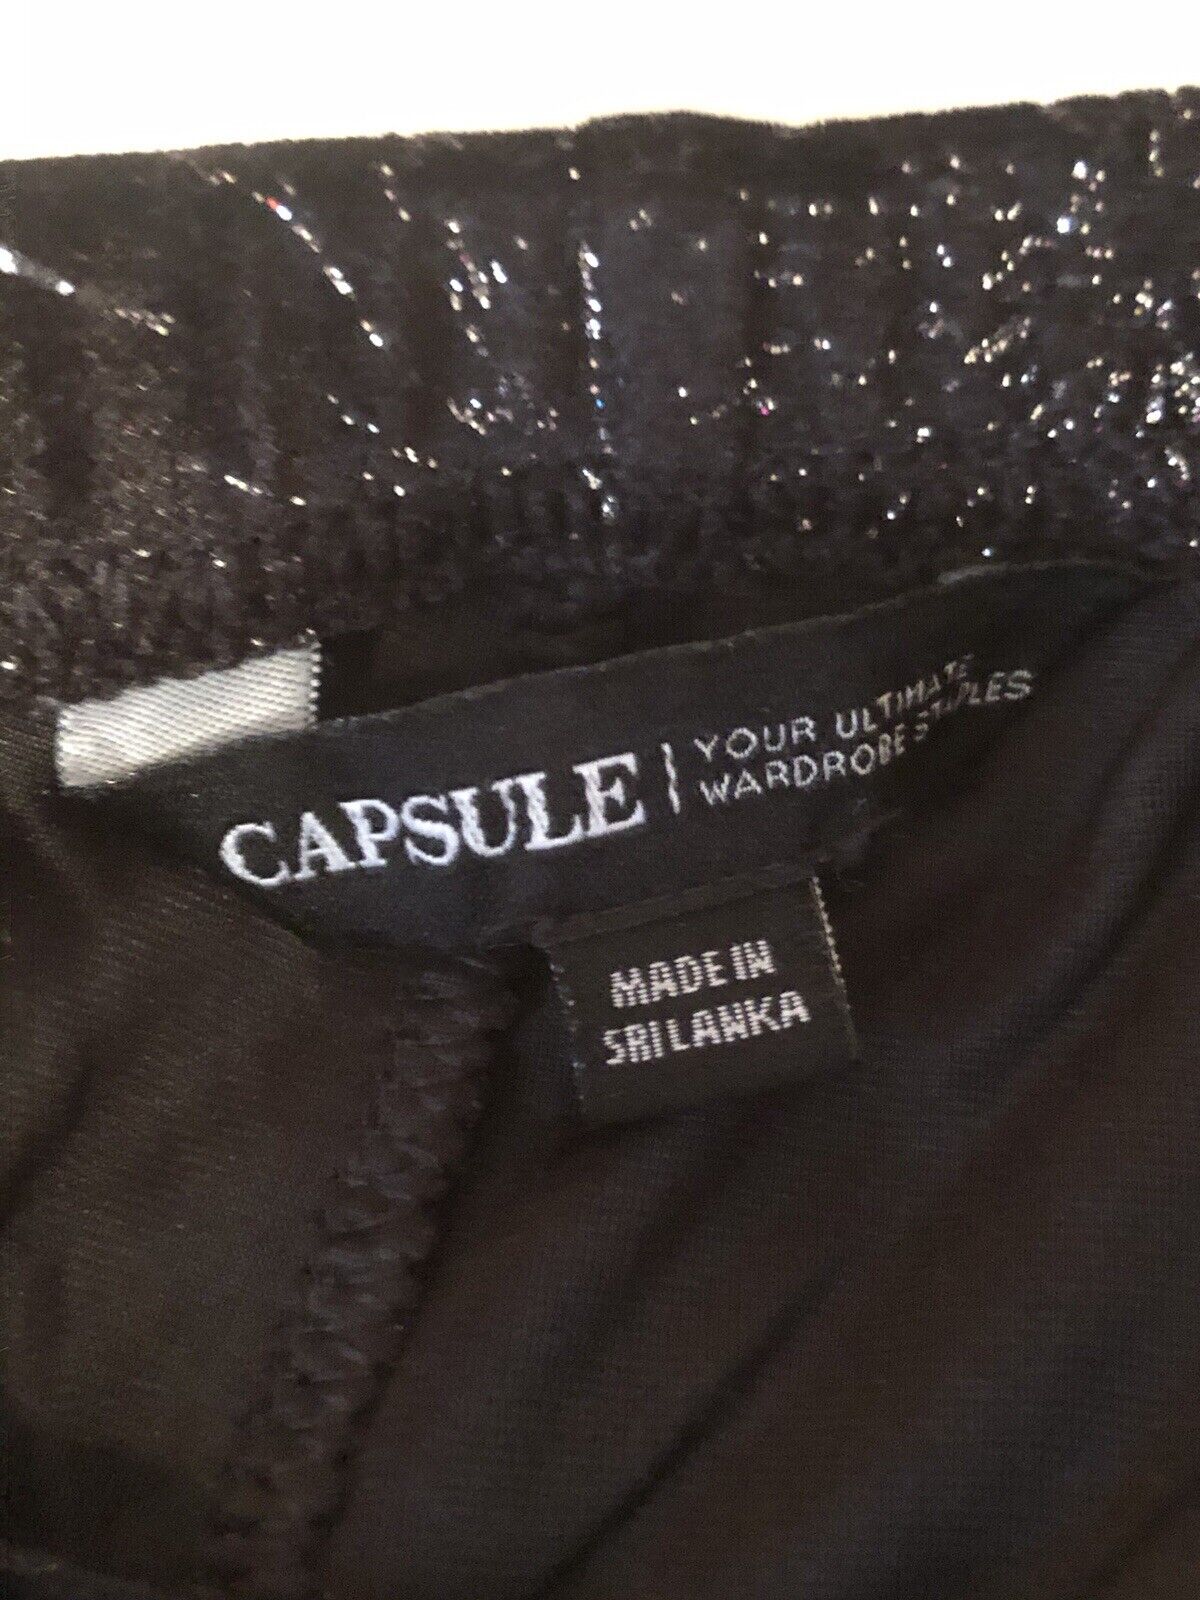 CAPSULE | YOUR ULTIMATE
WARDROBE STAPLES
MADE IN
SRI LANKA